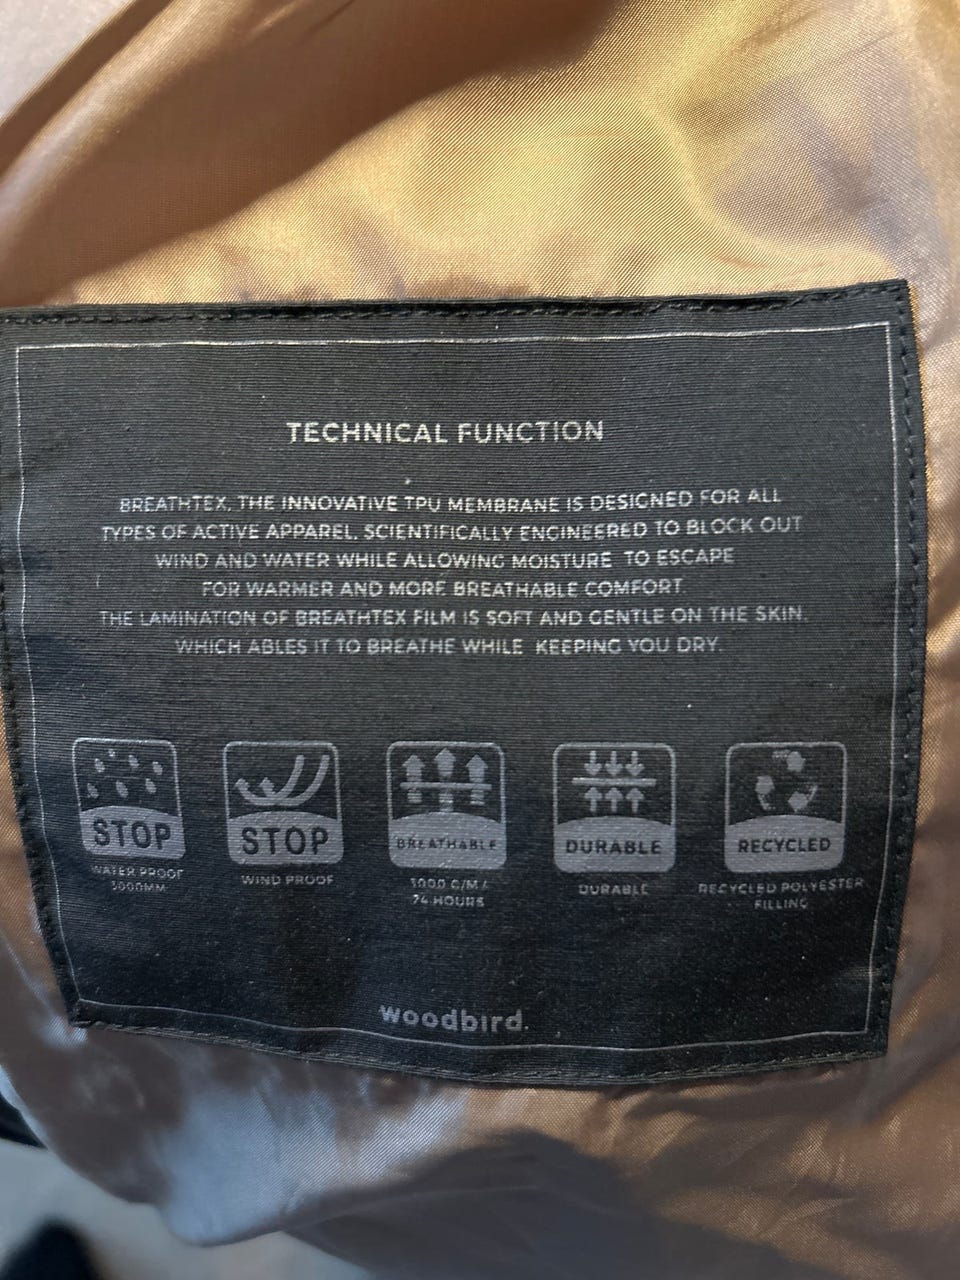 TECHNICAL FUNCTION
BREATHTEX, THE INNOVATIVE TPU MEMBRANE IS DESIGNED FOR ALL
TYPES OF ACTIVE APPAREL. SCIENTIFICALLY ENGINEERED TO BLOCK OUT
WIND AND WATER WHILE ALLOWING MOISTURE TO ESCAPE
FOR WARMER AND MORE BREATHABLE COMFORT.
THE LAMINATION OF BREATHTEX FILM IS SOFT AND GENTLE ON THE SKIN.
WHICH ABLES IT TO BREATHE WHILE KEEPING YOU DRY.
STOP
STOP
BREATHABLE
DURABLE
RECYCLED
WATER PROOF
3000MM
WIND PROOF
24 HOURS
DURABLE
RECYCLED POLYESTER
FILLING
woodbird.